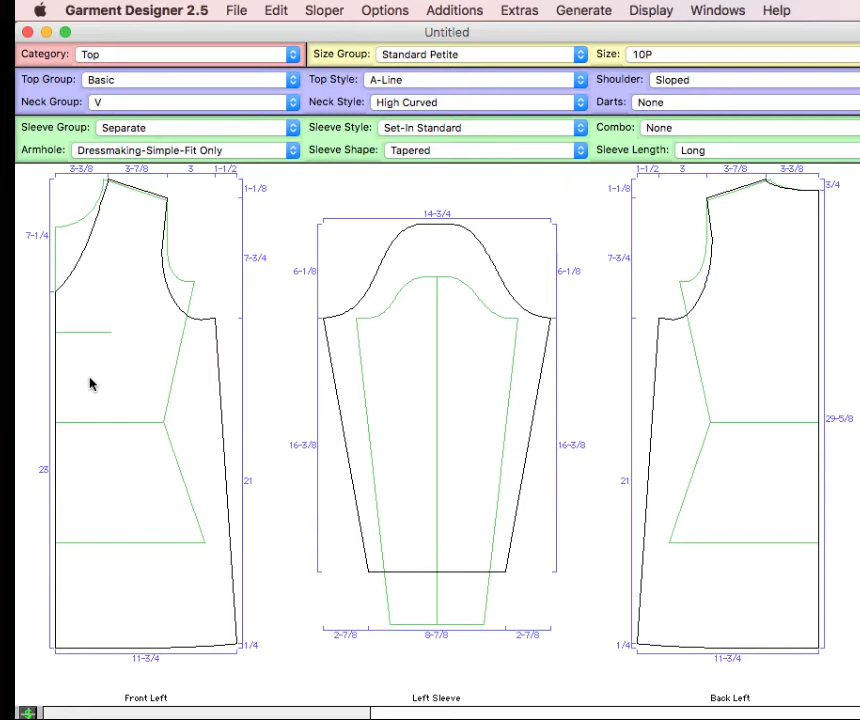 Garment Designer 2.5 File Edit Sloper Options Additions Extras Generate Display Windows Help
Untitled
Category: Top Size Group: Standard Petite Size: 10P
Top Group: Basic Top Style: A-Line Shoulder: Sloped
Neck Group: V Neck Style: High Curved Darts: None
Sleeve Group: Separate Sleeve Style: Set-In Standard Combo: None
Armhole: Dressmaking-Simple-Fit Only Sleeve Shape: Tapered Sleeve Length: Long
3-3/8 3-7/8 3 1-1/2 1-1/2 3 3-7/8 3-3/8
1-1/8 1-1/8 3/4
14-3/4
7-1/4
7-3/4 7-3/4
6-1/8 6-1/8
29-5/8
16-3/8 16-3/8
23 21 21
2-7/8 8-7/8 2-7/8
1/4 1/4
11-3/4 11-3/4
Front Left Left Sleeve Back Left